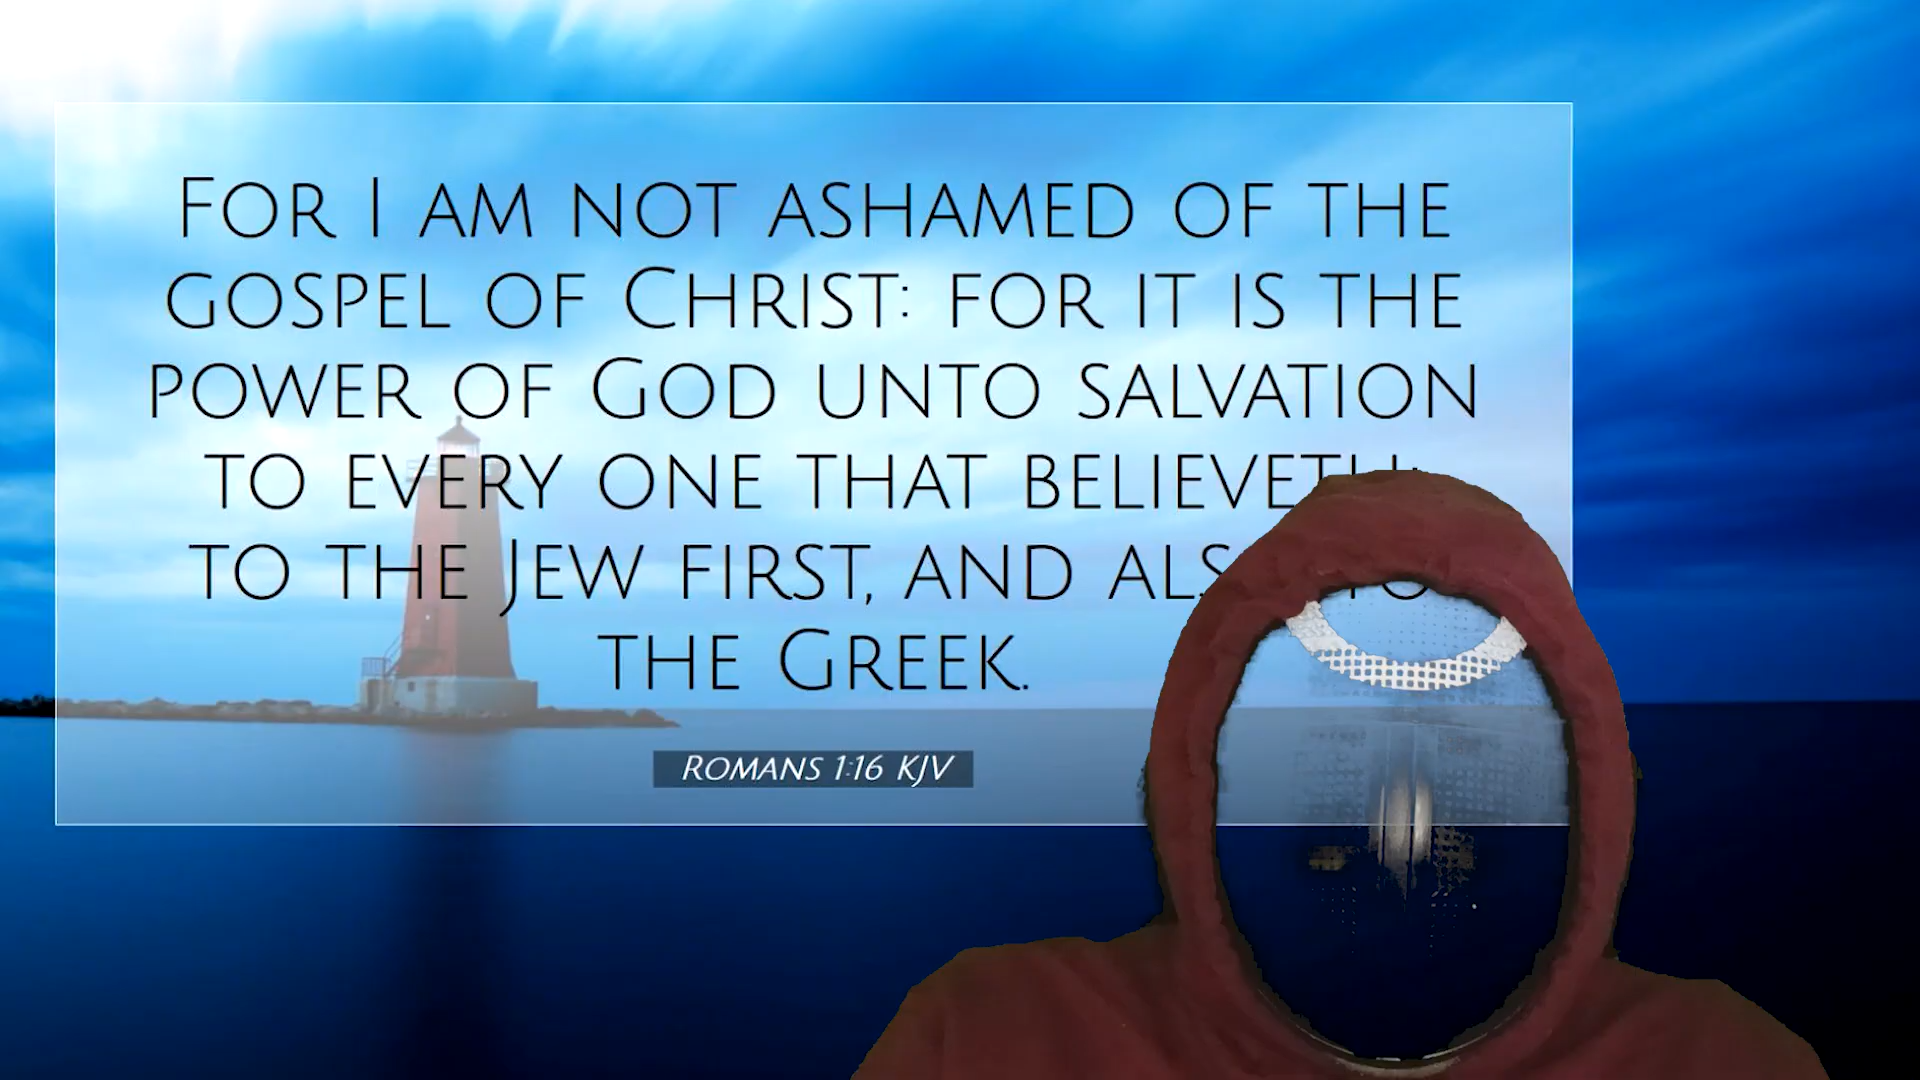 For I am not ashamed of the
gospel of Christ: for it is the
power of God unto salvation
to every one that believeth;
to the Jew first, and also to
the Greek.
Romans 1:16 KJV